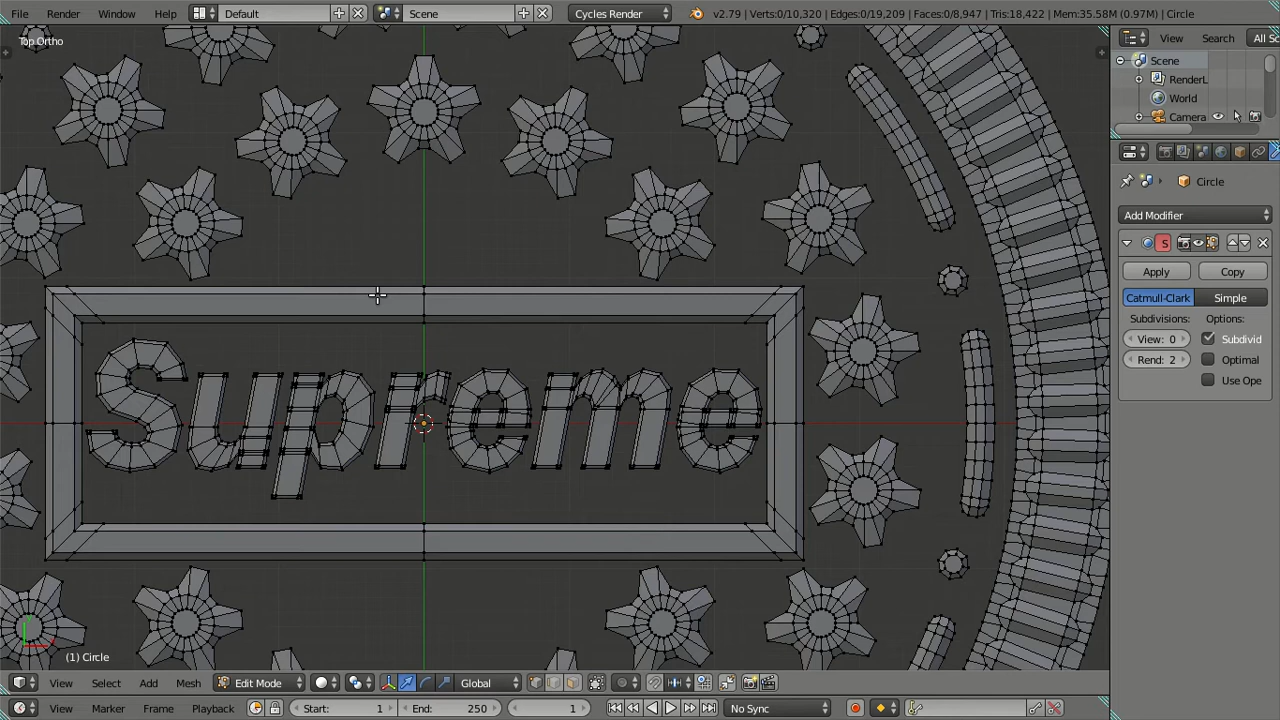 File Render Window Help Default Scene Cycles Render v2.79 | Verts:0/10,320 | Edges:0/19,209 | Faces:0/8,947 | Tris:18,422 | Mem:35.58M (0.97M) | Circle
Top Ortho
View Search All Sc
Scene
RenderL
World
Camera
Circle
Add Modifier
S
Apply Copy
Catmull-Clark Simple
Subdivisions: Options:
View: 0 Subdivid
Rend: 2 Optimal
Use Ope
Supreme
(1) Circle
View Select Add Mesh Edit Mode Global
View Marker Frame Playback Start: 1 End: 250 1 No Sync